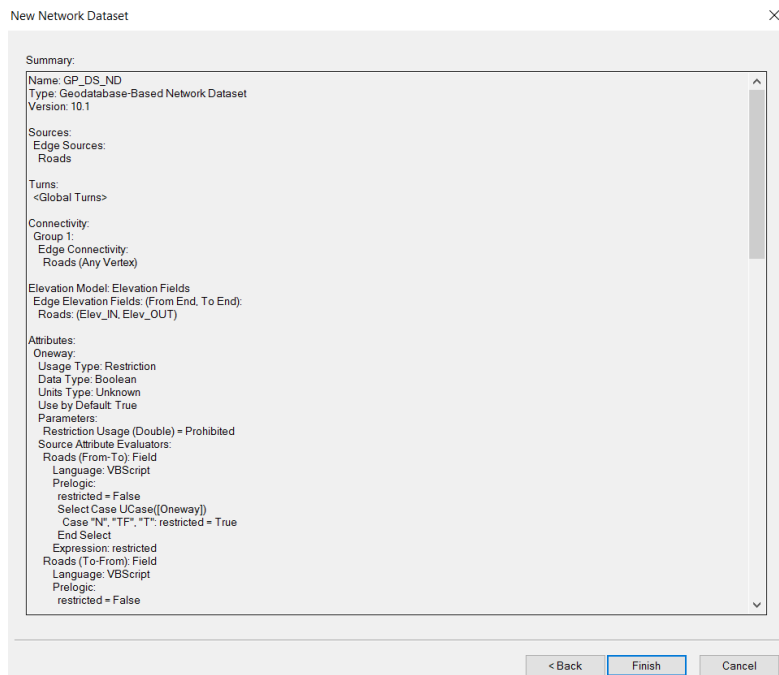 New Network Dataset
Summary:
Name: GP_DS_ND
Type: Geodatabase-Based Network Dataset
Version: 10.1
Sources:
Edge Sources:
Roads
Turns:
<Global Turns>
Connectivity:
Group 1:
Edge Connectivity:
Roads (Any Vertex)
Elevation Model: Elevation Fields
Edge Elevation Fields: (From End, To End):
Roads: (Elev_IN, Elev_OUT)
Attributes:
Oneway:
Usage Type: Restriction
Data Type: Boolean
Units Type: Unknown
Use by Default: True
Parameters:
Restriction Usage (Double) = Prohibited
Source Attribute Evaluators:
Roads (From-To): Field
Language: VBScript
Prelogic:
restricted = False
Select Case UCase([Oneway])
Case "N", "TF", "T": restricted = True
End Select
Expression: restricted
Roads (To-From): Field
Language: VBScript
Prelogic:
restricted = False
< Back Finish Cancel